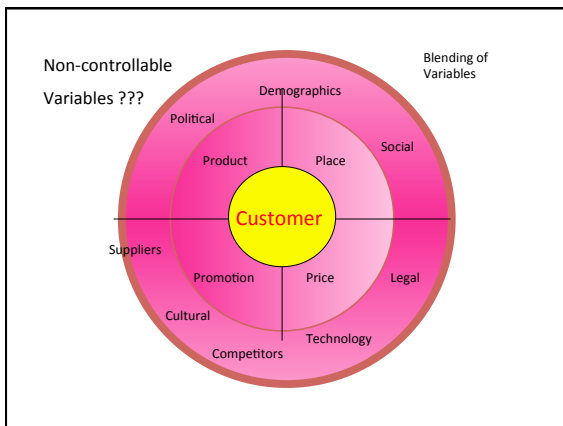 Non-controllable
Variables ???
Blending of
Variables
Demographics
Political
Social
Product
Place
Customer
Suppliers
Promotion
Price
Legal
Cultural
Technology
Competitors